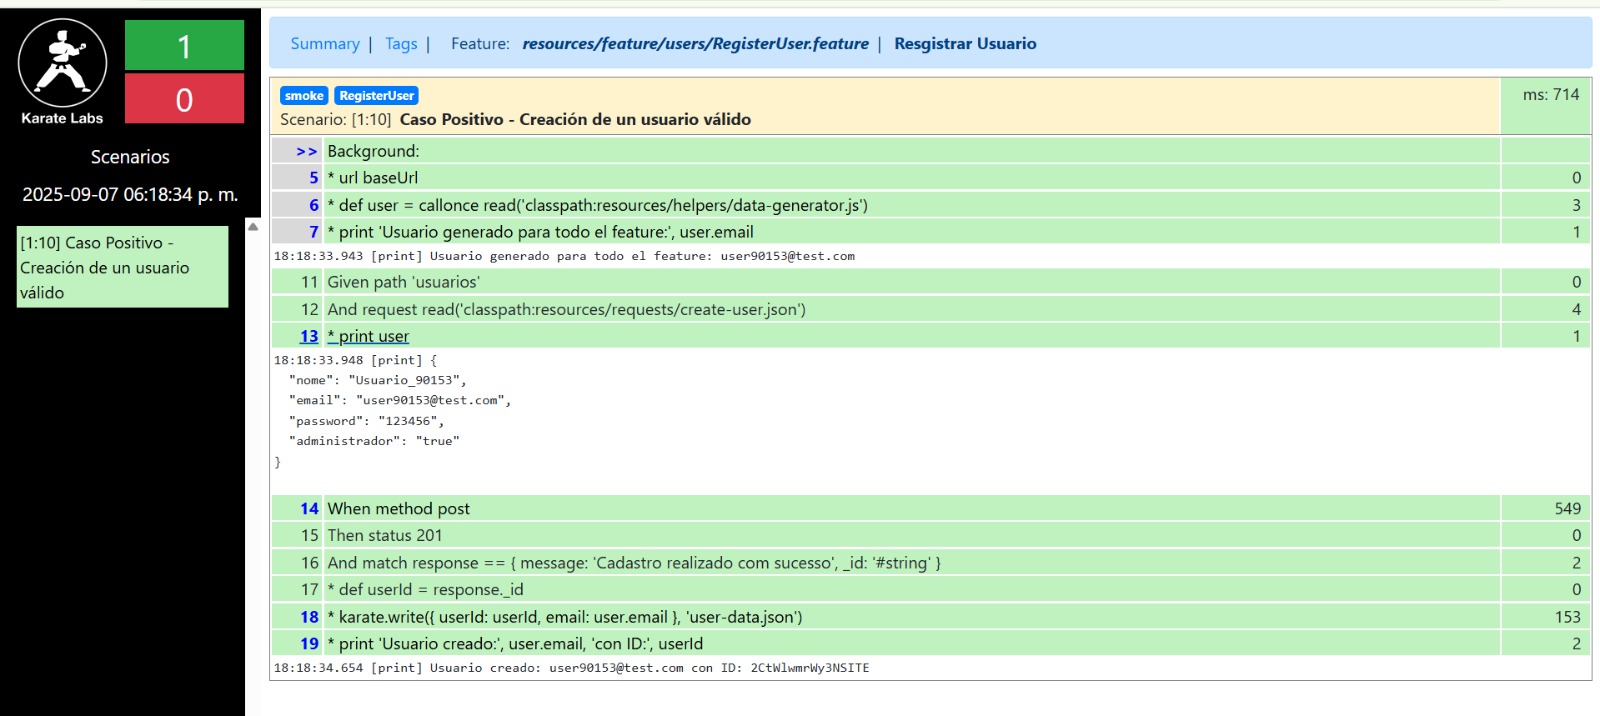 1
0
Karate Labs
Scenarios
2025-09-07 06:18:34 p. m.
[1:10] Caso Positivo -
Creación de un usuario
válido
Summary | Tags | Feature: resources/feature/users/RegisterUser.feature | Resgistrar Usuario
smoke RegisterUser
Scenario: [1:10] Caso Positivo - Creación de un usuario válido
ms: 714
>> Background:
5 * url baseUrl 0
6 * def user = callonce read('classpath:resources/helpers/data-generator.js') 3
7 * print 'Usuario generado para todo el feature:', user.email 1
18:18:33.943 [print] Usuario generado para todo el feature: user90153@test.com
11 Given path 'usuarios' 0
12 And request read('classpath:resources/requests/create-user.json') 4
13 * print user 1
18:18:33.948 [print] {
"nome": "Usuario_90153",
"email": "user90153@test.com",
"password": "123456",
"administrador": "true"
}
14 When method post 549
15 Then status 201 0
16 And match response == { message: 'Cadastro realizado com sucesso', _id: '#string' } 2
17 * def userId = response._id 0
18 * karate.write({ userId: userId, email: user.email }, 'user-data.json') 153
19 * print 'Usuario creado:', user.email, 'con ID:', userId 2
18:18:34.654 [print] Usuario creado: user90153@test.com con ID: 2CtWlwmrWy3NSITE